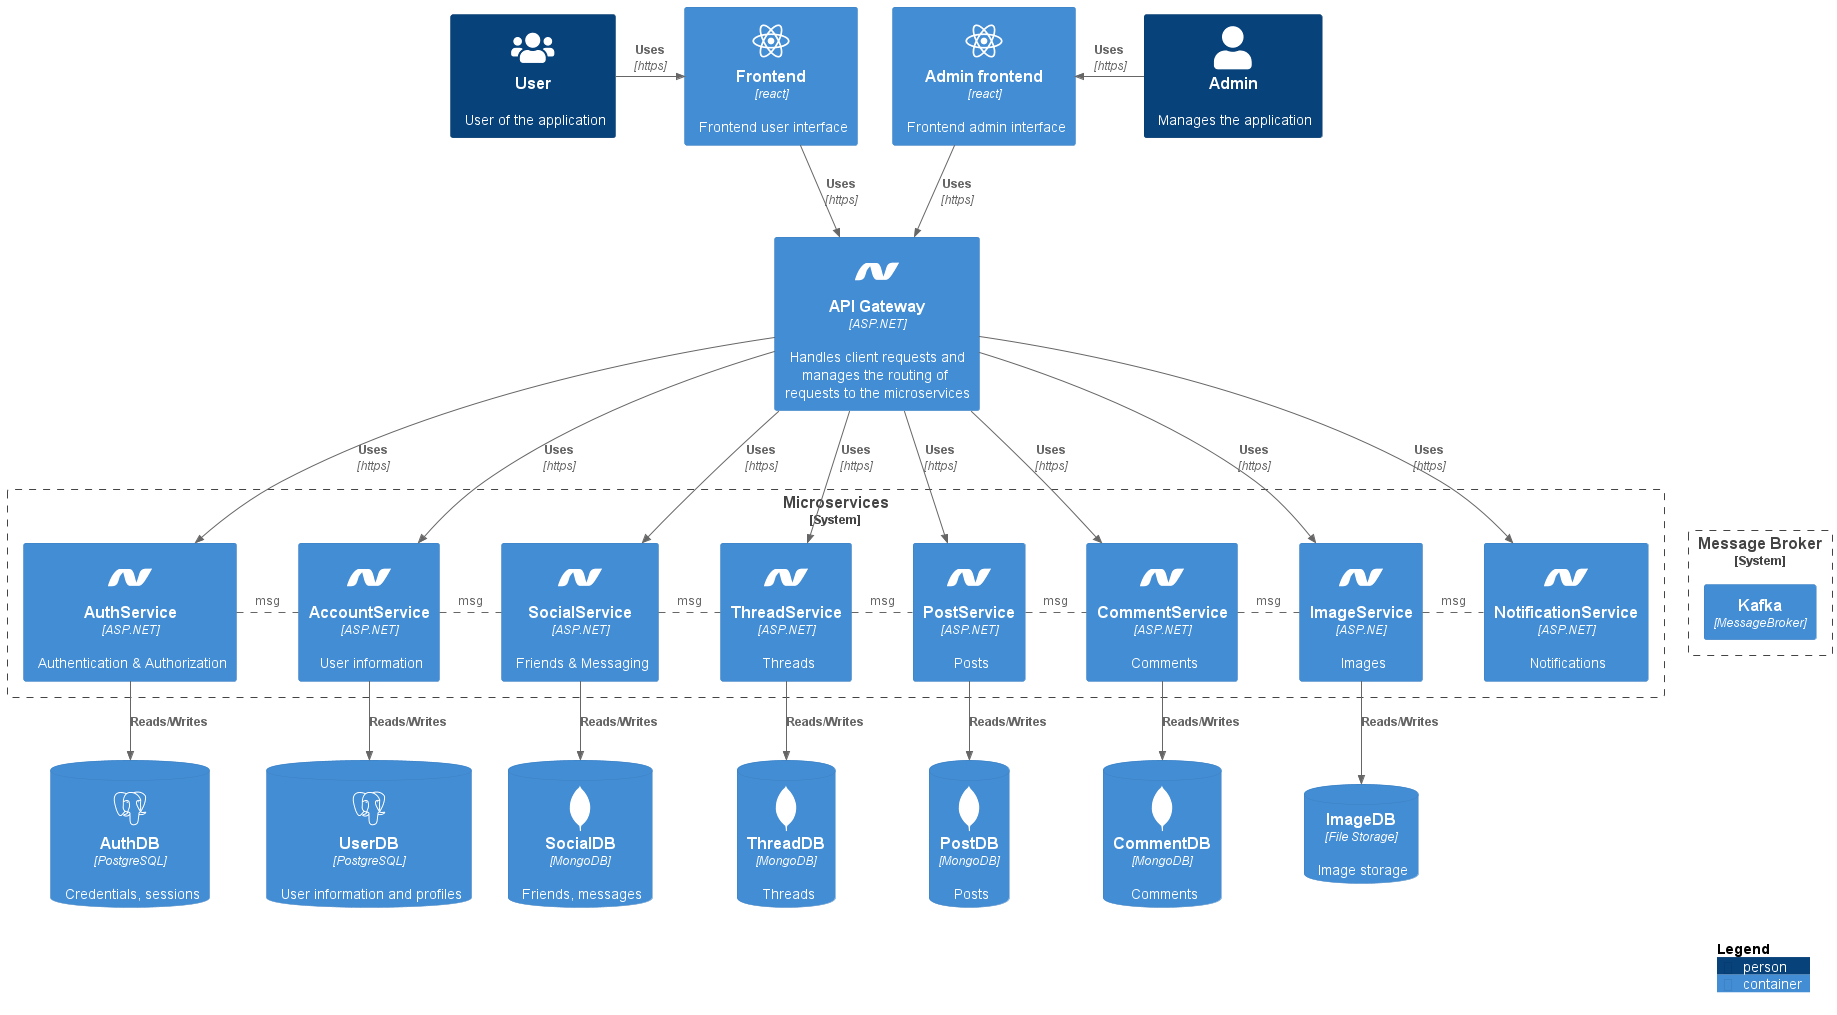 User
User of the application
Uses
[https]
Frontend
[react]
Frontend user interface
Admin frontend
[react]
Frontend admin interface
Uses
[https]
Admin
Manages the application
Uses
[https]
Uses
[https]
API Gateway
[ASP.NET]
Handles client requests and
manages the routing of
requests to the microservices
Uses
[https]
Uses
[https]
Uses
[https]
Uses
[https]
Uses
[https]
Uses
[https]
Uses
[https]
Uses
[https]
Microservices
[System]
AuthService
[ASP.NET]
Authentication & Authorization
msg
AccountService
[ASP.NET]
User information
msg
SocialService
[ASP.NET]
Friends & Messaging
msg
ThreadService
[ASP.NET]
Threads
msg
PostService
[ASP.NET]
Posts
msg
CommentService
[ASP.NET]
Comments
msg
ImageService
[ASP.NE]
Images
msg
NotificationService
[ASP.NET]
Notifications
Message Broker
[System]
Kafka
[MessageBroker]
Reads/Writes
Reads/Writes
Reads/Writes
Reads/Writes
Reads/Writes
Reads/Writes
Reads/Writes
AuthDB
[PostgreSQL]
Credentials, sessions
UserDB
[PostgreSQL]
User information and profiles
SocialDB
[MongoDB]
Friends, messages
ThreadDB
[MongoDB]
Threads
PostDB
[MongoDB]
Posts
CommentDB
[MongoDB]
Comments
ImageDB
[File Storage]
Image storage
Legend
person
container